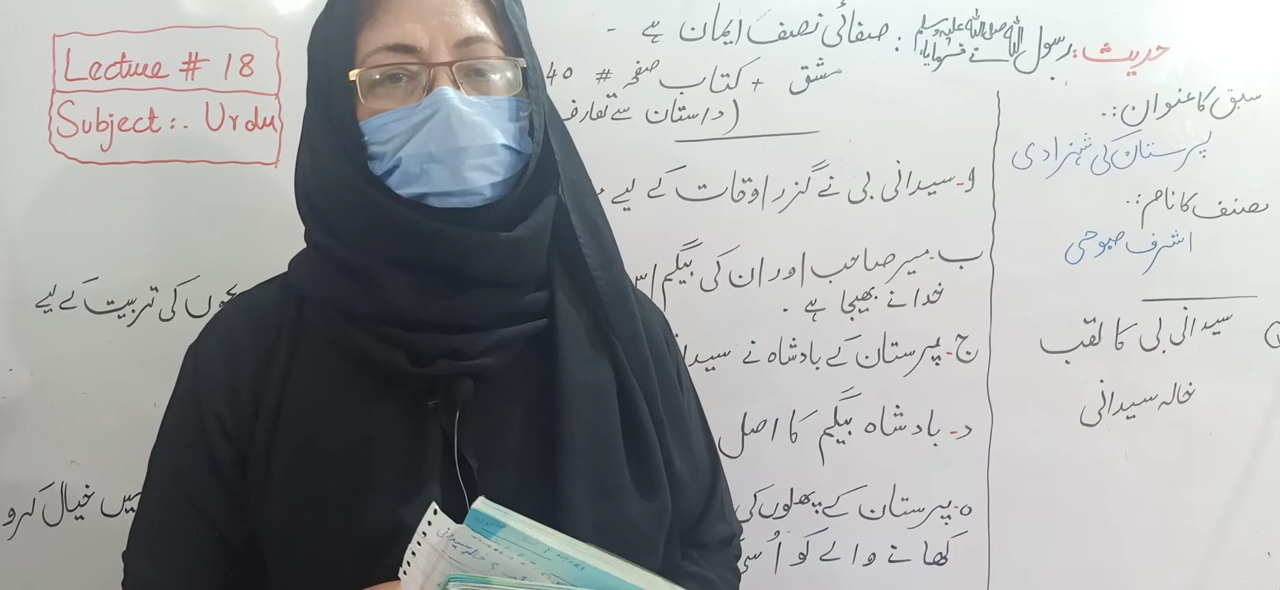 Lecture # 18
Subject :- Urdu
حدیث: رسول اللہ صلی اللہ علیہ وسلم نے فرمایا: صفائی نصف ایمان ہے -
مشق + کتاب صفحہ # 40
(داستان سے تعارف
سبق کا عنوان :.
پرستان کی شہزادی
مصنف کا نام :.
اشرف صبوحی
سیدانی بی کا لقب
خالہ سیدانی
ا- سیدانی بی نے گزر اوقات کے لیے
ب- میر صاحب اور ان کی بیگم
بچوں کی تربیت کے لیے
خدا نے بھیجا ہے -
ج- پرستان کے بادشاہ نے
د- بادشاہ بیگم کا اصل
ہ- پرستان کے پھلوں کی
خیال کرو
کھانے والے کو